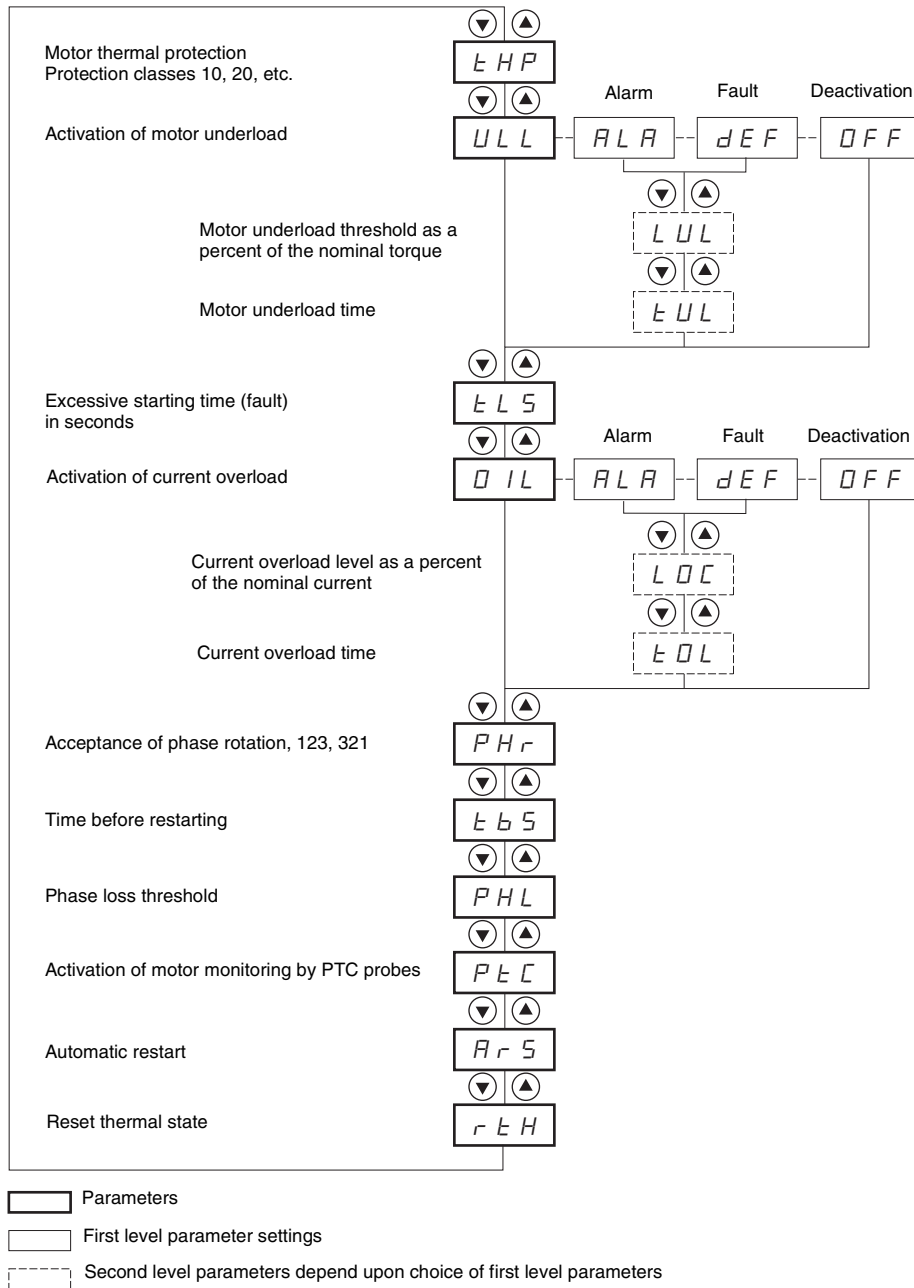 Motor thermal protection
Protection classes 10, 20, etc.
tHP
Alarm Fault Deactivation
Activation of motor underload
ULL ALA dEF OFF
Motor underload threshold as a
percent of the nominal torque
LUL
Motor underload time
tUL
Excessive starting time (fault)
in seconds
tLS
Alarm Fault Deactivation
Activation of current overload
OIL ALA dEF OFF
Current overload level as a percent
of the nominal current
LOC
Current overload time
tOL
Acceptance of phase rotation, 123, 321
PHr
Time before restarting
tbS
Phase loss threshold
PHL
Activation of motor monitoring by PTC probes
PtC
Automatic restart
ArS
Reset thermal state
rtH
Parameters
First level parameter settings
Second level parameters depend upon choice of first level parameters